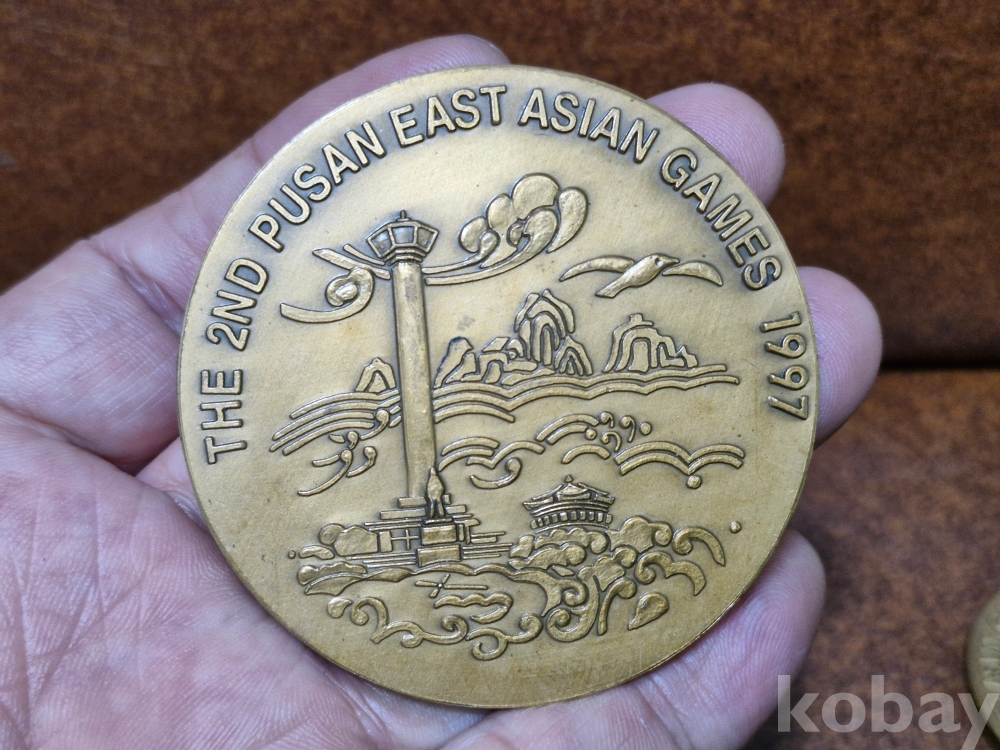 THE 2ND PUSAN EAST ASIAN GAMES 1997
kobay